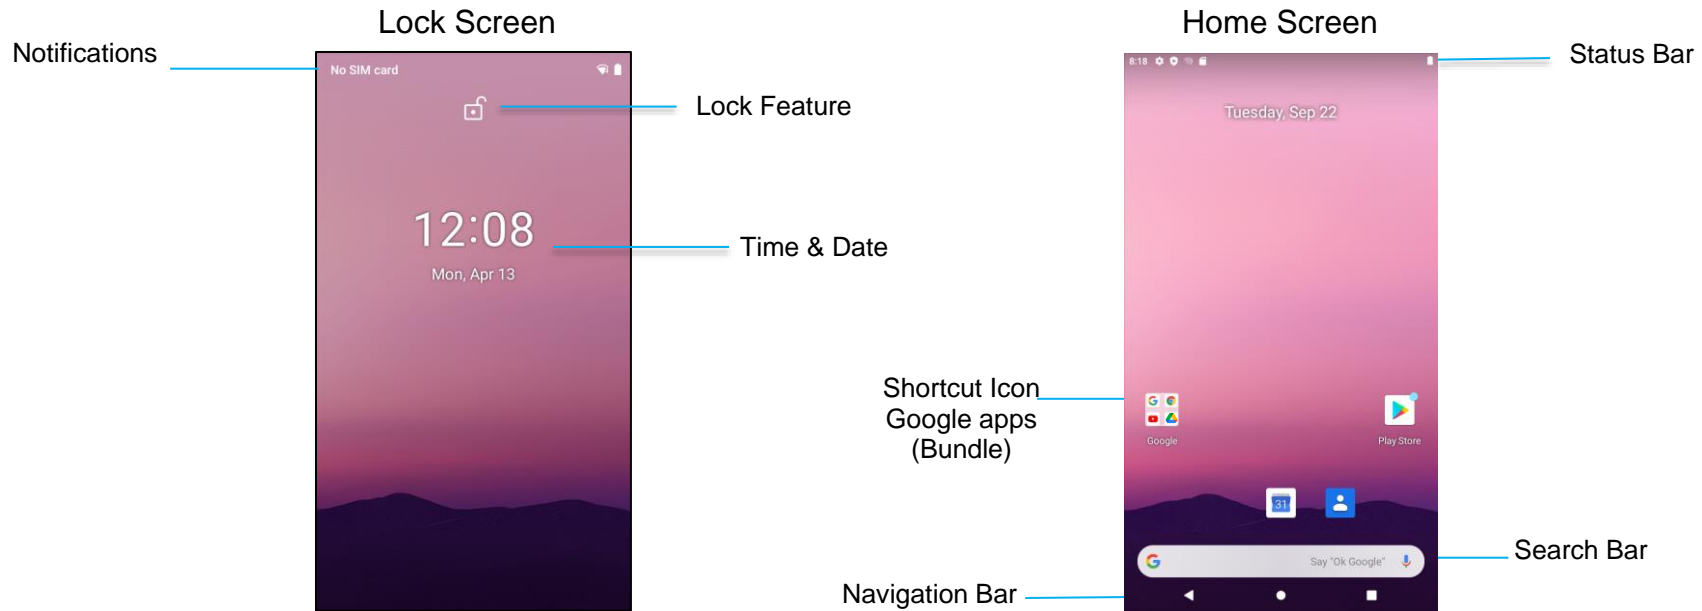 Lock Screen
Notifications
No SIM card
Lock Feature
12:08
Time & Date
Mon, Apr 13
Home Screen
8:18
Status Bar
Tuesday, Sep 22
Shortcut Icon
Google apps
(Bundle)
Google
Play Store
31
G Say "Ok Google"
Search Bar
Navigation Bar